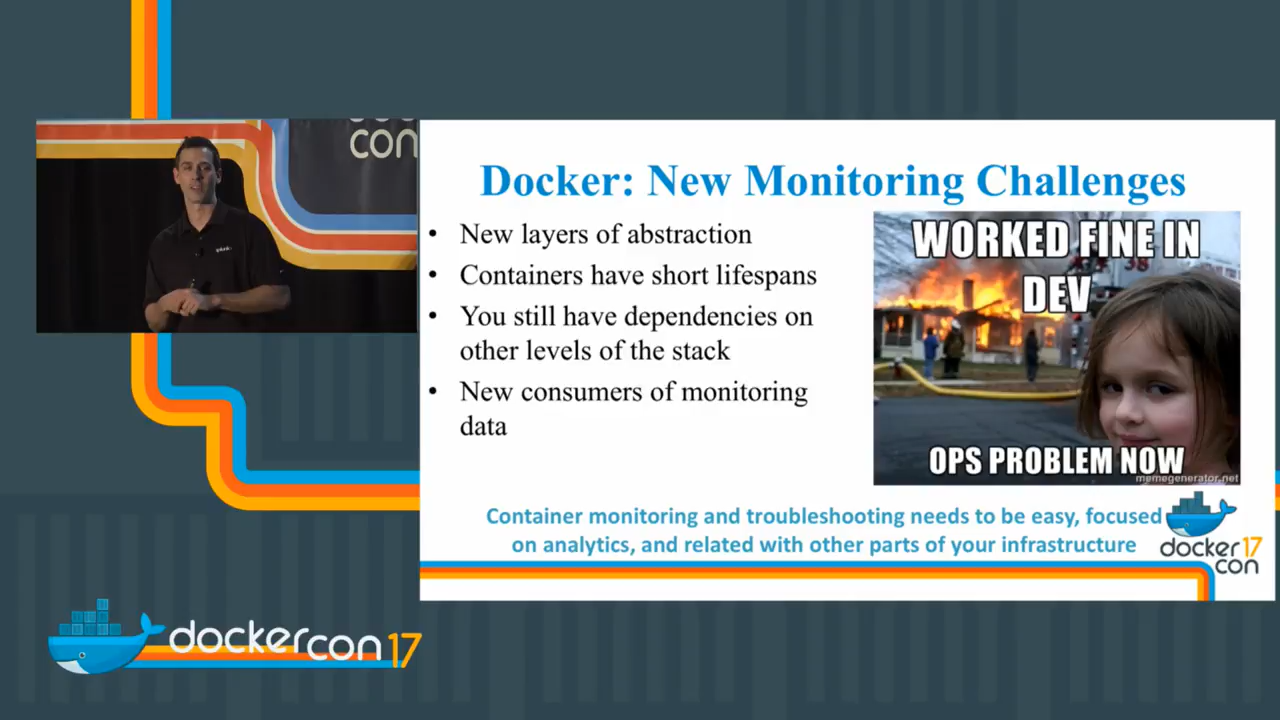 con
splunk>
Docker: New Monitoring Challenges
• New layers of abstraction
• Containers have short lifespans
• You still have dependencies on
other levels of the stack
• New consumers of monitoring
data
WORKED FINE IN
DEV
OPS PROBLEM NOW
memegenerator.net
Container monitoring and troubleshooting needs to be easy, focused
on analytics, and related with other parts of your infrastructure
docker 17
con
dockercon 17